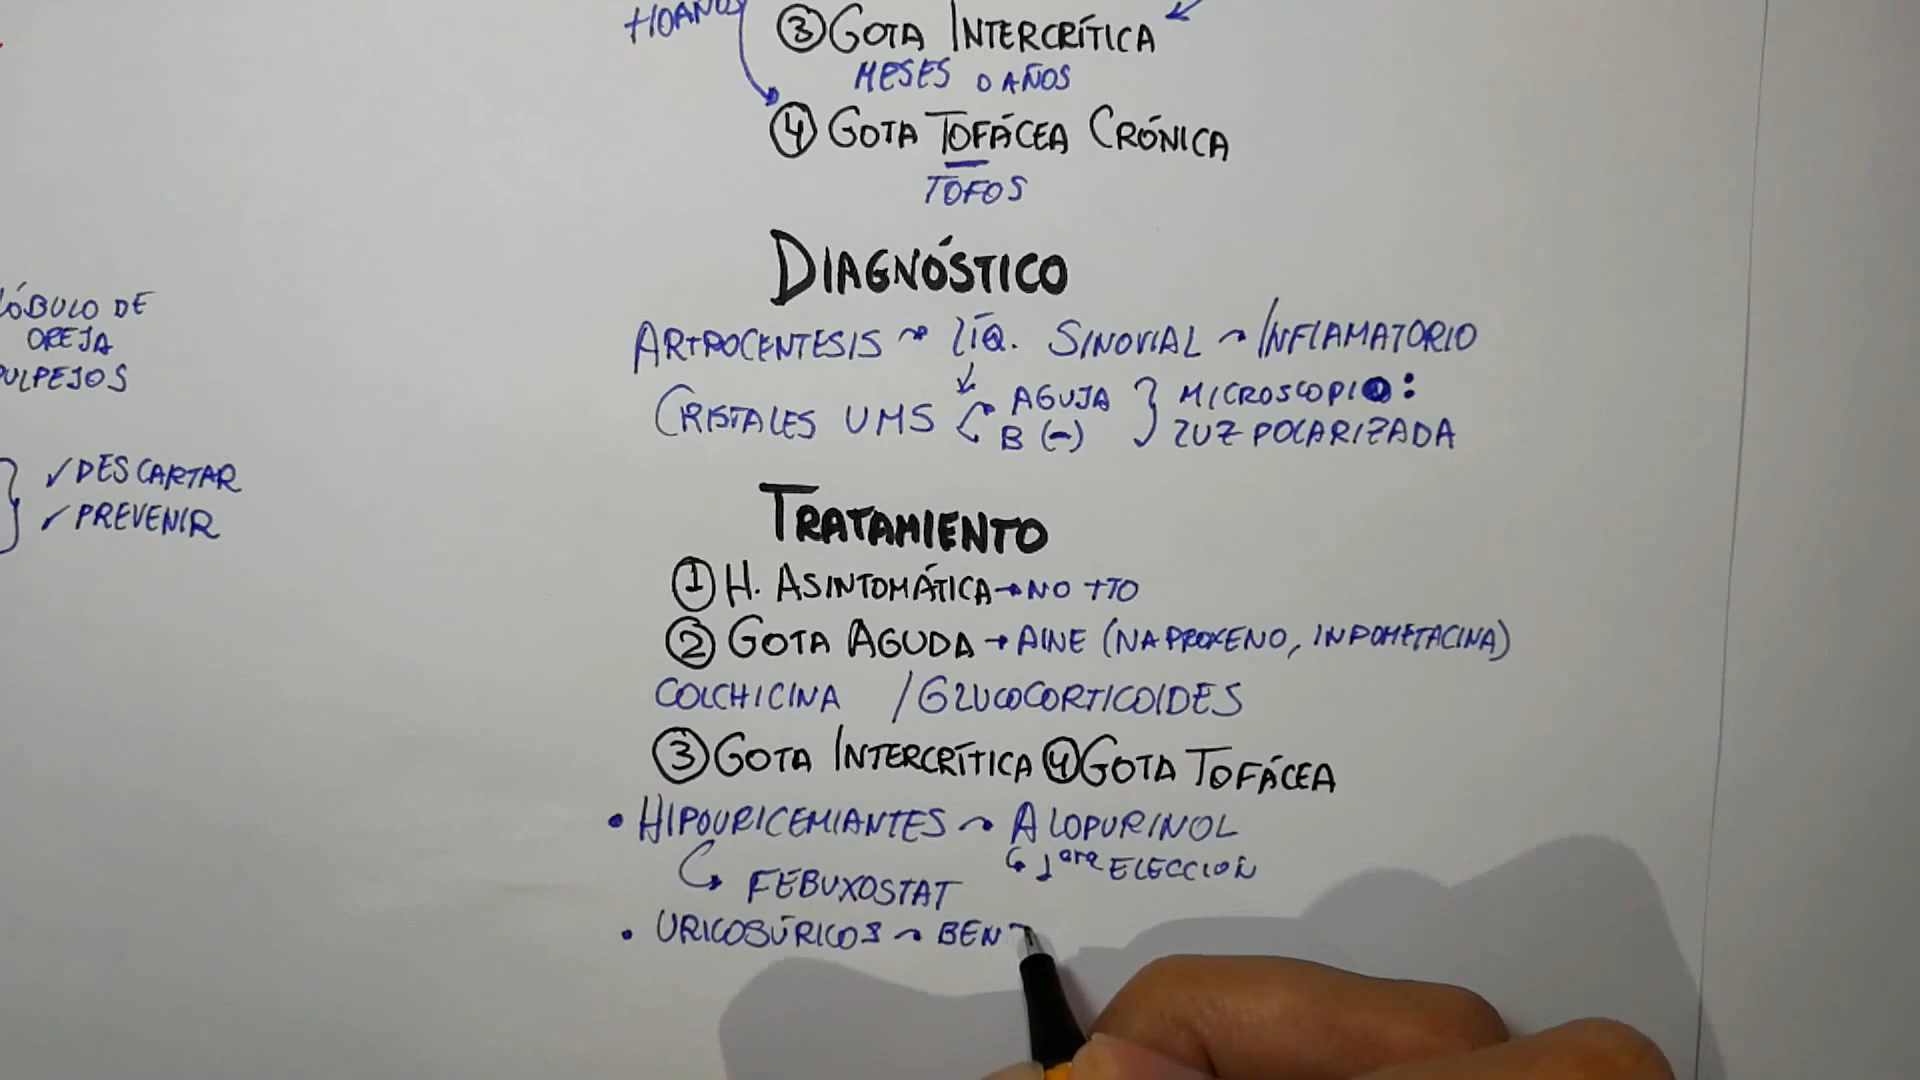 ③ GOTA INTERCRÍTICA
MESES O AÑOS
④ GOTA TOFÁCEA CRÓNICA
TOFOS
DIAGNÓSTICO
ARTROCENTESIS → LÍQ. SINOVIAL → INFLAMATORIO
CRISTALES UMS
AGUJA
B (-)
MICROSCOPIO:
LUZ POLARIZADA
LÓBULO DE
OREJA
PULPEJOS
✓ DESCARTAR
✓ PREVENIR
TRATAMIENTO
① H. ASINTOMÁTICA → NO TTO
② GOTA AGUDA → AINE (NAPROXENO, INDOMETACINA)
COLCHICINA / GLUCOCORTICOIDES
③ GOTA INTERCRÍTICA ④ GOTA TOFÁCEA
• HIPOURICEMIANTES → ALOPURINOL
↳ 1ara ELECCIÓN
↳ FEBUXOSTAT
• URICOSÚRICOS → BEN